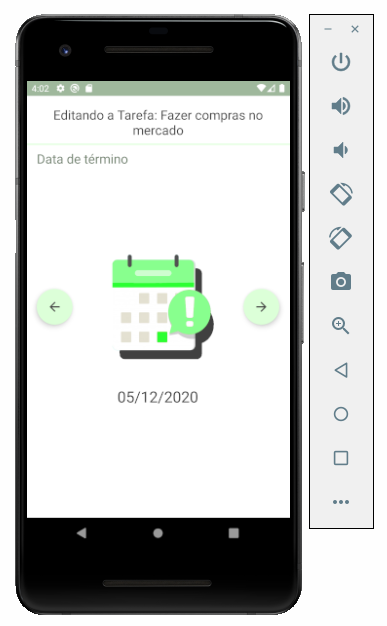 4:02
Editando a Tarefa: Fazer compras no
mercado
Data de término
05/12/2020